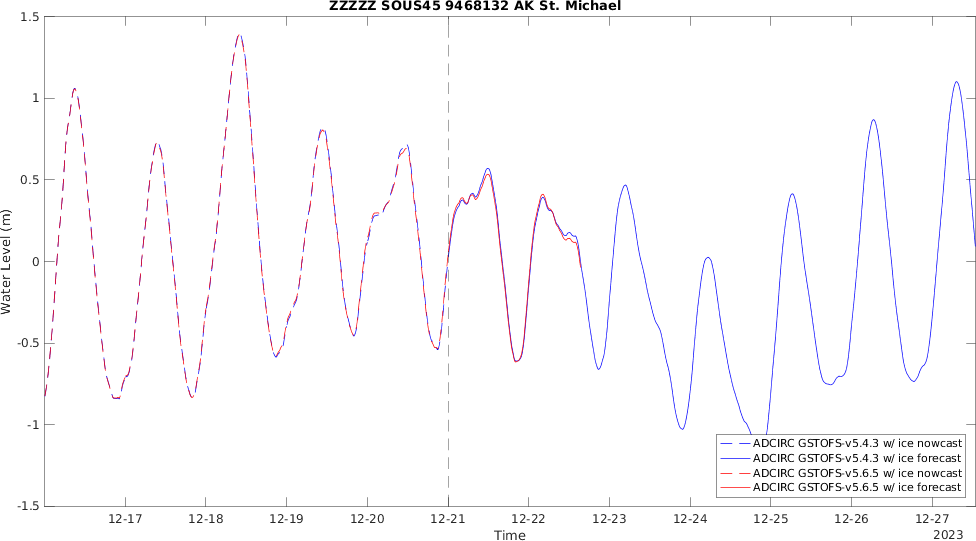 ZZZZZ SOUS45 9468132 AK St. Michael
1.5
1
0.5
0
-0.5
-1
-1.5
Water Level (m)
12-17 12-18 12-19 12-20 12-21 12-22 12-23 12-24 12-25 12-26 12-27
Time
2023
ADCIRC GSTOFS-v5.4.3 w/ ice nowcast
ADCIRC GSTOFS-v5.4.3 w/ ice forecast
ADCIRC GSTOFS-v5.6.5 w/ ice nowcast
ADCIRC GSTOFS-v5.6.5 w/ ice forecast